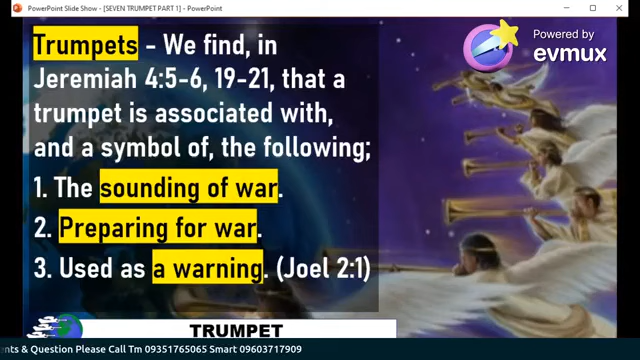 PowerPoint Slide Show - [SEVEN TRUMPET PART 1] - PowerPoint
Powered by
evmux
Trumpets - We find, in
Jeremiah 4:5-6, 19-21, that a
trumpet is associated with,
and a symbol of, the following;
1. The sounding of war.
2. Preparing for war.
3. Used as a warning. (Joel 2:1)
TRUMPET
ents & Question Please Call Tm 09351765065 Smart 09603717909